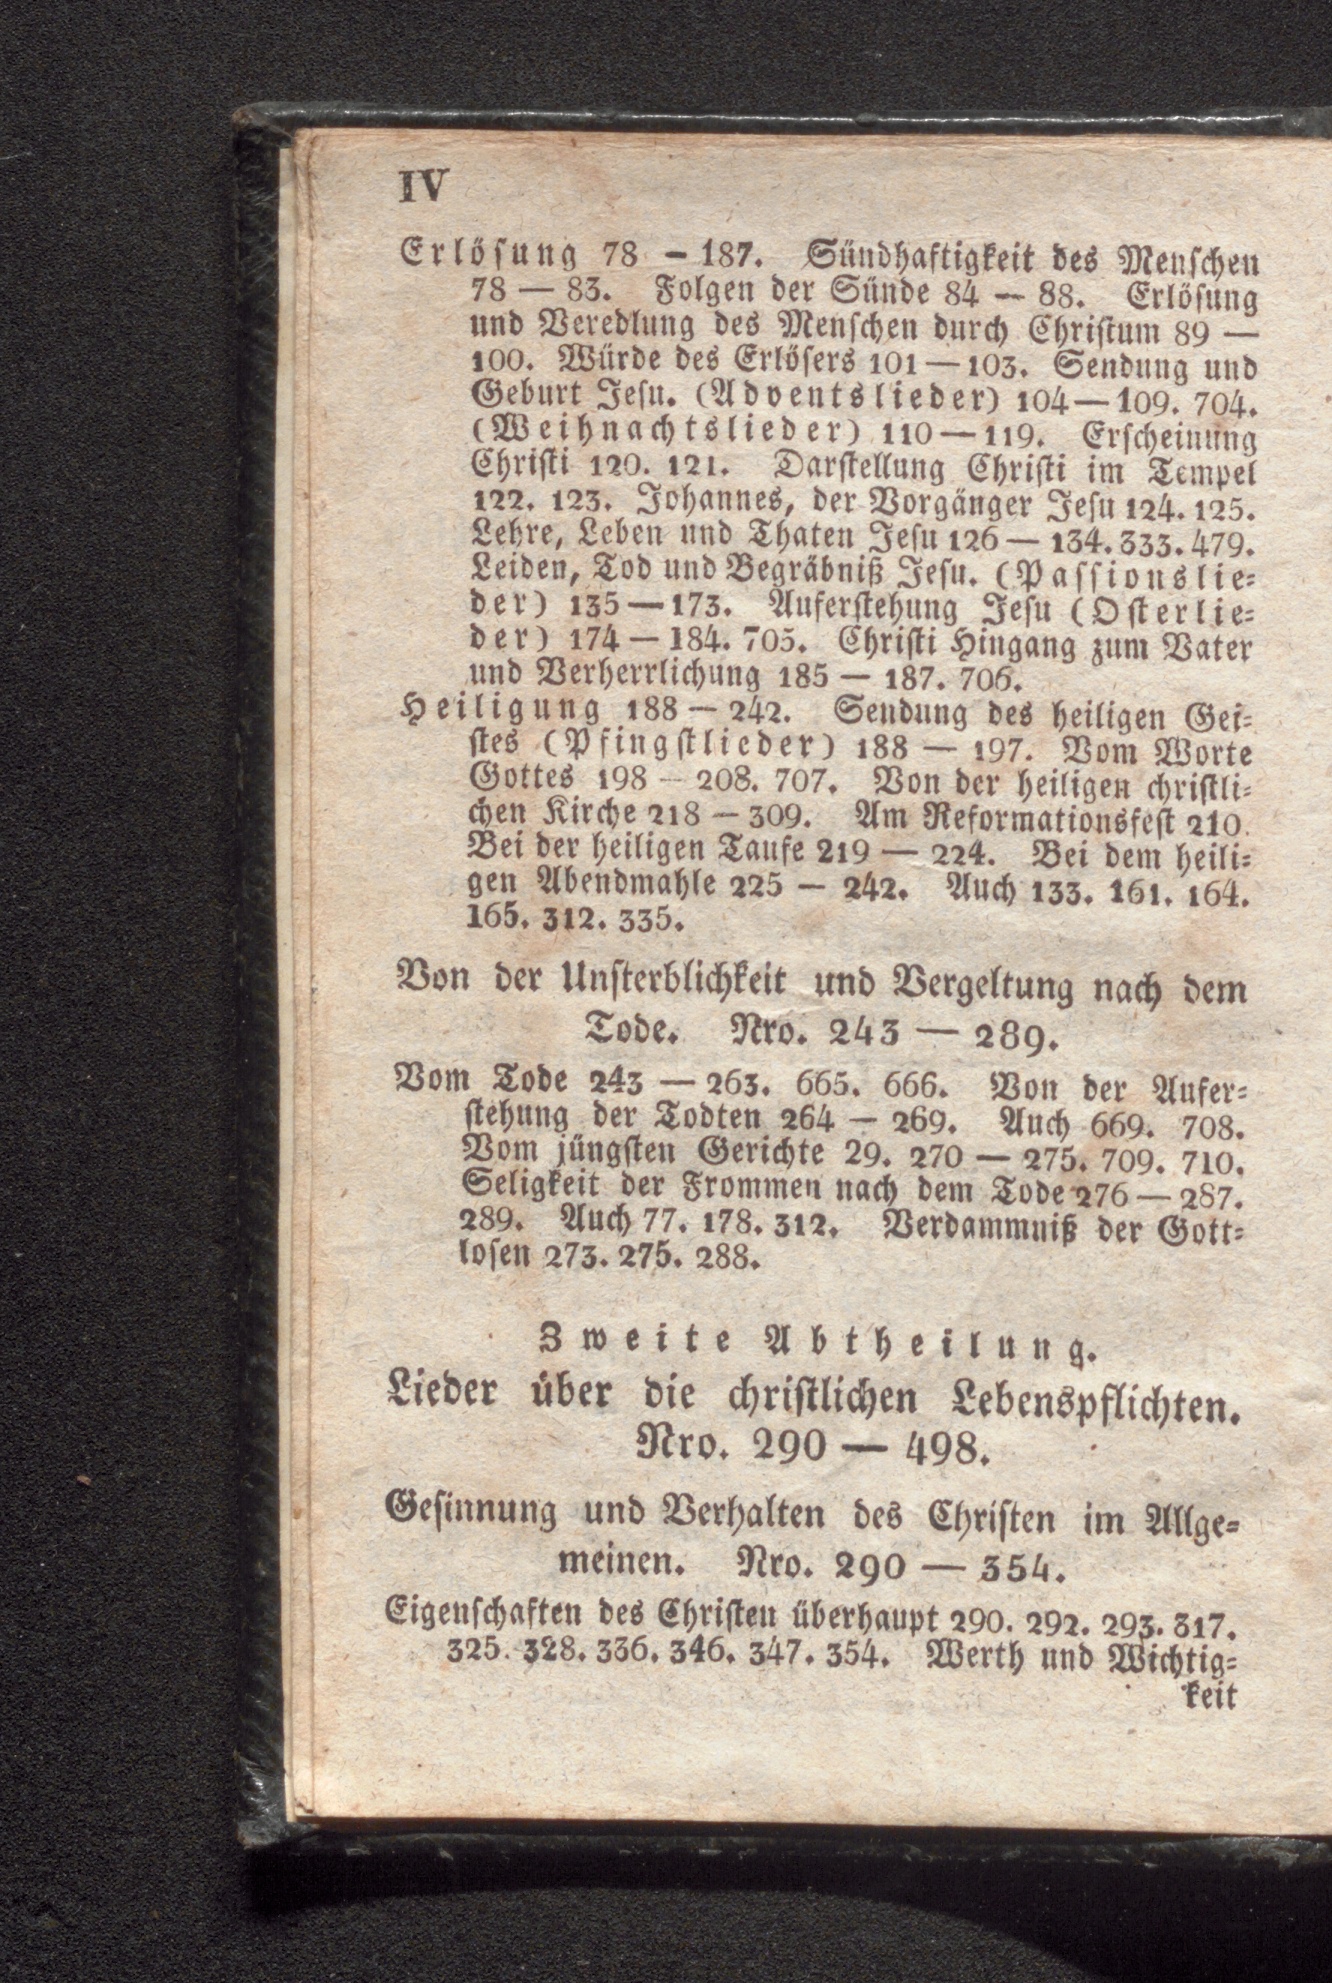 IV
Erlösung 78 – 187. Sündhaftigkeit des Menschen
78 — 83. Folgen der Sünde 84 — 88. Erlösung
und Veredlung des Menschen durch Christum 89 —
100. Würde des Erlösers 101 — 103. Sendung und
Geburt Jesu. (Adventslieder) 104 — 109. 704.
(Weihnachtslieder) 110 — 119. Erscheinung
Christi 120. 121. Darstellung Christi im Tempel
122. 123. Johannes, der Vorgänger Jesu 124. 125.
Lehre, Leben und Thaten Jesu 126 — 134. 333. 479.
Leiden, Tod und Begräbniß Jesu. (Passionslie-
der) 135 — 173. Auferstehung Jesu (Osterlie-
der) 174 — 184. 705. Christi Hingang zum Vater
und Verherrlichung 185 — 187. 706.
Heiligung 188 — 242. Sendung des heiligen Gei-
stes (Pfingstlieder) 188 — 197. Vom Worte
Gottes 198 — 208. 707. Von der heiligen christli-
chen Kirche 218 — 309. Am Reformationsfest 210.
Bei der heiligen Taufe 219 — 224. Bei dem heili-
gen Abendmahle 225 — 242. Auch 133. 161. 164.
165. 312. 335.
Von der Unsterblichkeit und Vergeltung nach dem
Tode. Nro. 243 — 289.
Vom Tode 243 — 263. 665. 666. Von der Aufer-
stehung der Todten 264 — 269. Auch 669. 708.
Vom jüngsten Gerichte 29. 270 — 275. 709. 710.
Seligkeit der Frommen nach dem Tode 276 — 287.
289. Auch 77. 178. 312. Verdammniß der Gott-
losen 273. 275. 288.
Zweite Abtheilung.
Lieder über die christlichen Lebenspflichten.
Nro. 290 — 498.
Gesinnung und Verhalten des Christen im Allge-
meinen. Nro. 290 — 354.
Eigenschaften des Christen überhaupt 290. 292. 293. 317.
325. 328. 336. 346. 347. 354. Werth und Wichtig-
keit